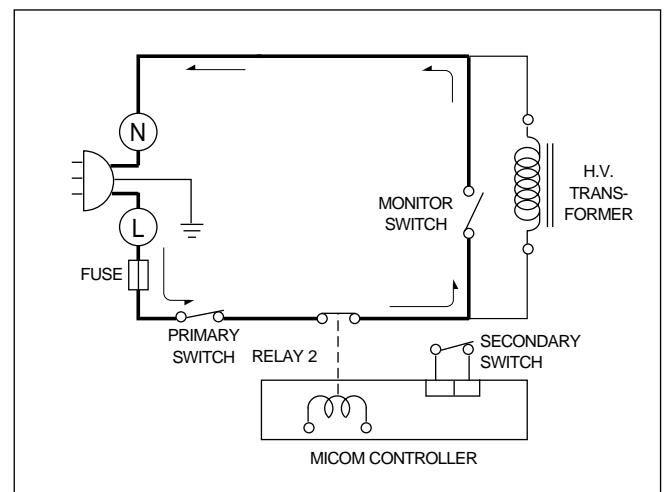 N
H.V.
TRANS-
FORMER
MONITOR
SWITCH
L
FUSE
PRIMARY
SWITCH
RELAY 2
SECONDARY
SWITCH
MICOM CONTROLLER